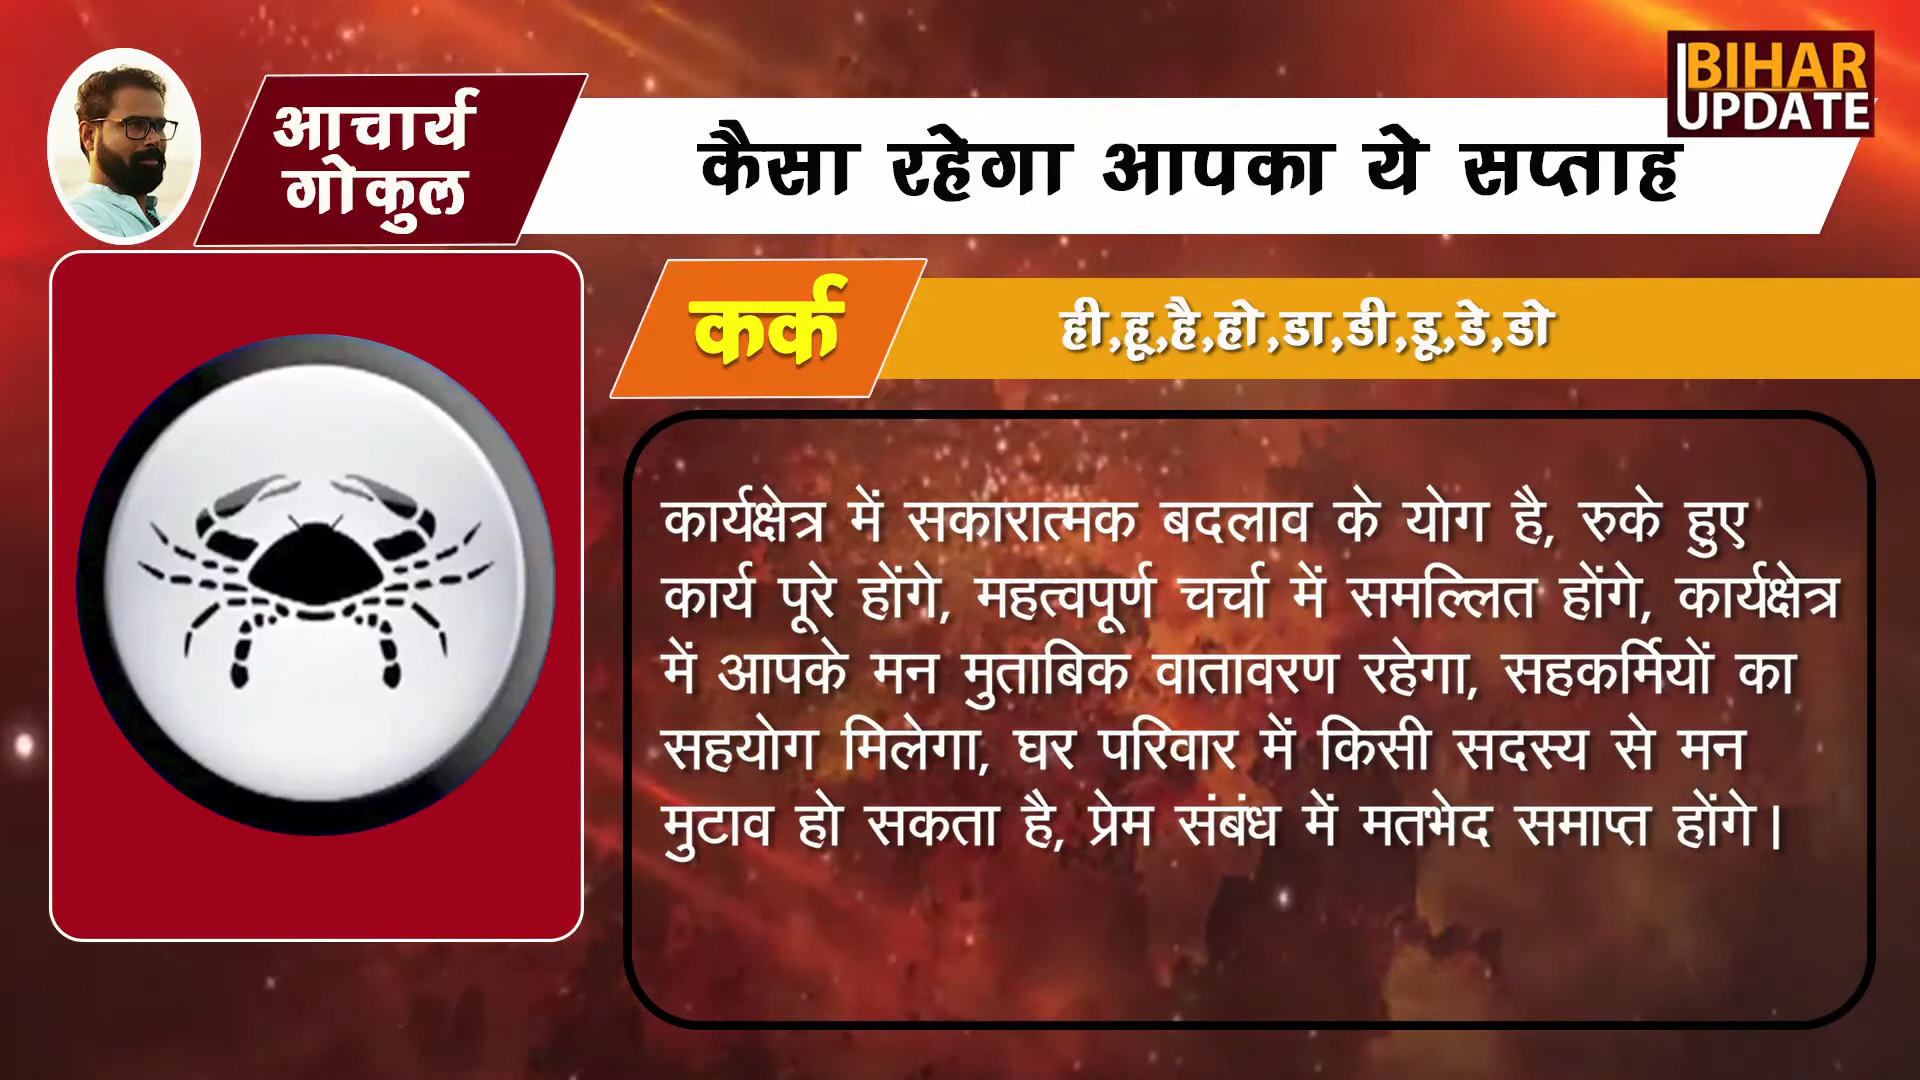 आचार्य
गोकुल
कैसा रहेगा आपका ये सप्ताह
BIHAR
UPDATE
कर्क
ही,हू,है,हो,डा,डी,डू,डे,डो
कार्यक्षेत्र में सकारात्मक बदलाव के योग है, रुके हुए
कार्य पूरे होंगे, महत्वपूर्ण चर्चा में समल्लित होंगे, कार्यक्षेत्र
में आपके मन मुताबिक वातावरण रहेगा, सहकर्मियों का
सहयोग मिलेगा, घर परिवार में किसी सदस्य से मन
मुटाव हो सकता है, प्रेम संबंध में मतभेद समाप्त होंगे।